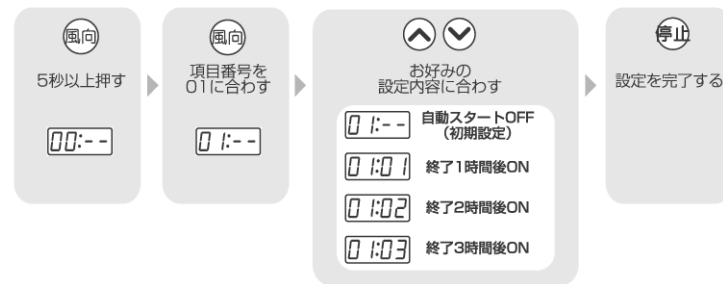 風向
5秒以上押す
00:--
風向
項目番号を
01に合わす
01:--
お好みの
設定内容に合わす
01:-- 自動スタートOFF
(初期設定)
01:01 終了1時間後ON
01:02 終了2時間後ON
01:03 終了3時間後ON
停止
設定を完了する